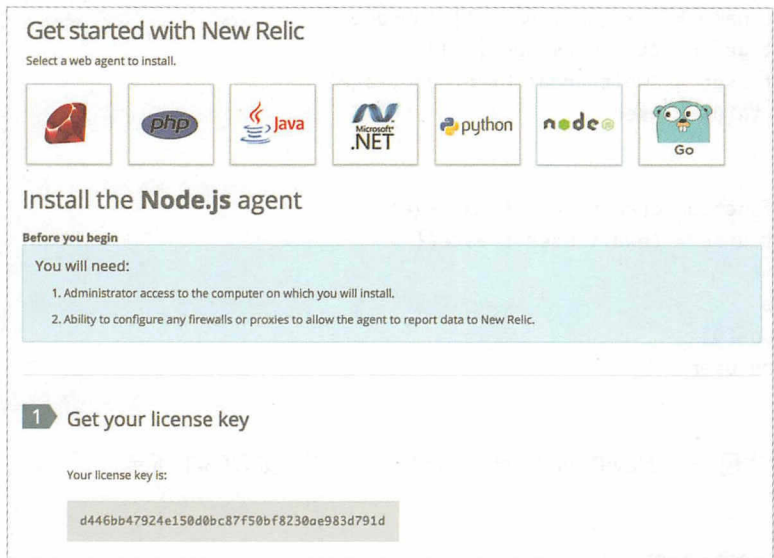 Get started with New Relic
Select a web agent to install.
php
Java
Microsoft
.NET
python
node
Go
Install the Node.js agent
Before you begin
You will need:
1. Administrator access to the computer on which you will install.
2. Ability to configure any firewalls or proxies to allow the agent to report data to New Relic.
1 Get your license key
Your license key is:
d446bb47924e150d0bc87f50bf8230ae983d791d